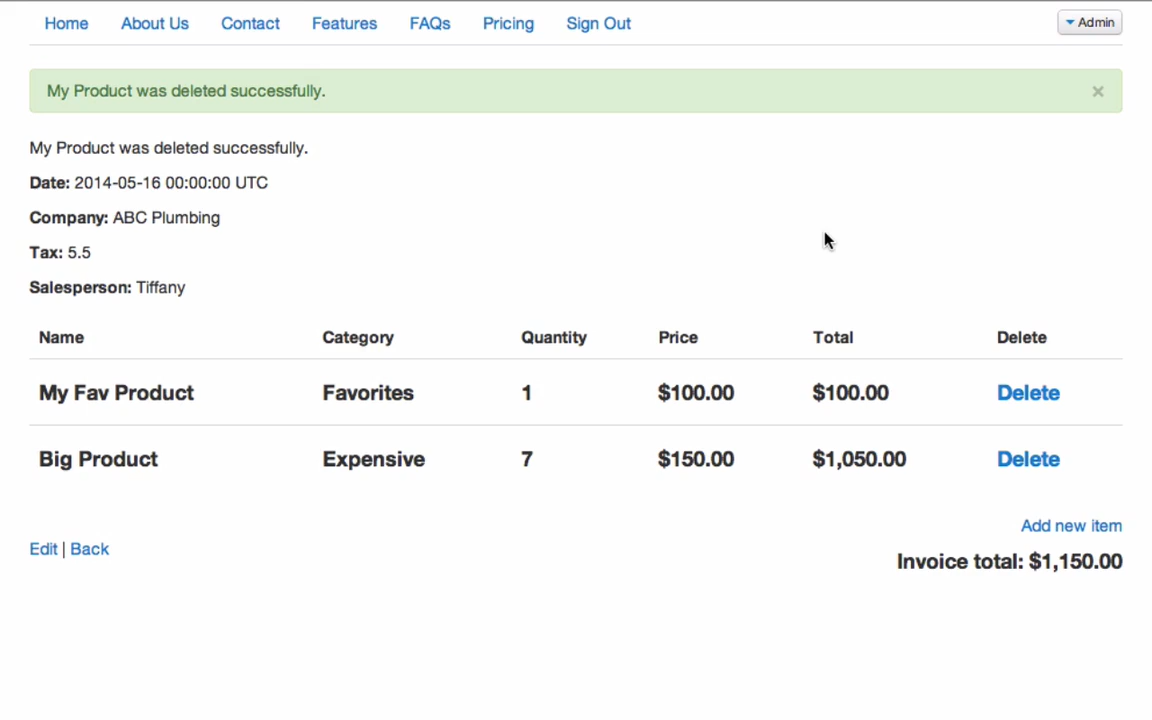 Home About Us Contact Features FAQs Pricing Sign Out Admin
My Product was deleted successfully. ×
My Product was deleted successfully.
Date: 2014-05-16 00:00:00 UTC
Company: ABC Plumbing
Tax: 5.5
Salesperson: Tiffany
Name Category Quantity Price Total Delete
My Fav Product Favorites 1 $100.00 $100.00 Delete
Big Product Expensive 7 $150.00 $1,050.00 Delete
Add new item
Edit | Back
Invoice total: $1,150.00